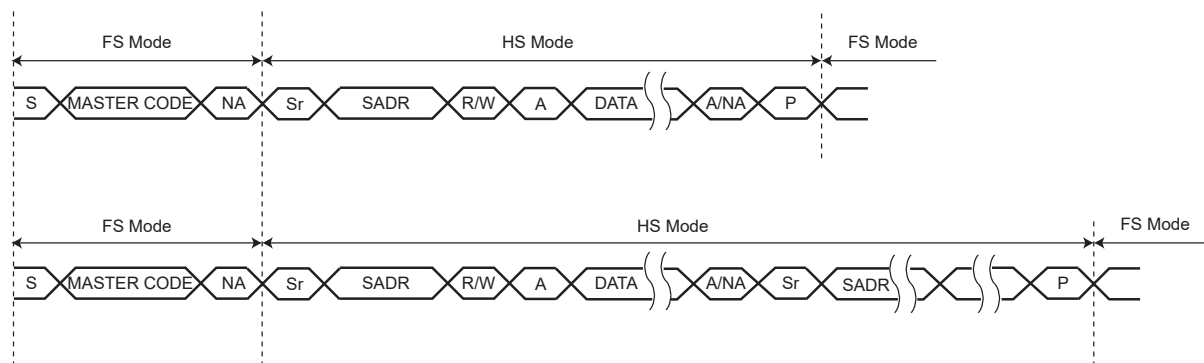 FS Mode HS Mode FS Mode
S MASTER CODE NA Sr SADR R/W A DATA A/NA P
FS Mode HS Mode FS Mode
S MASTER CODE NA Sr SADR R/W A DATA A/NA Sr SADR P